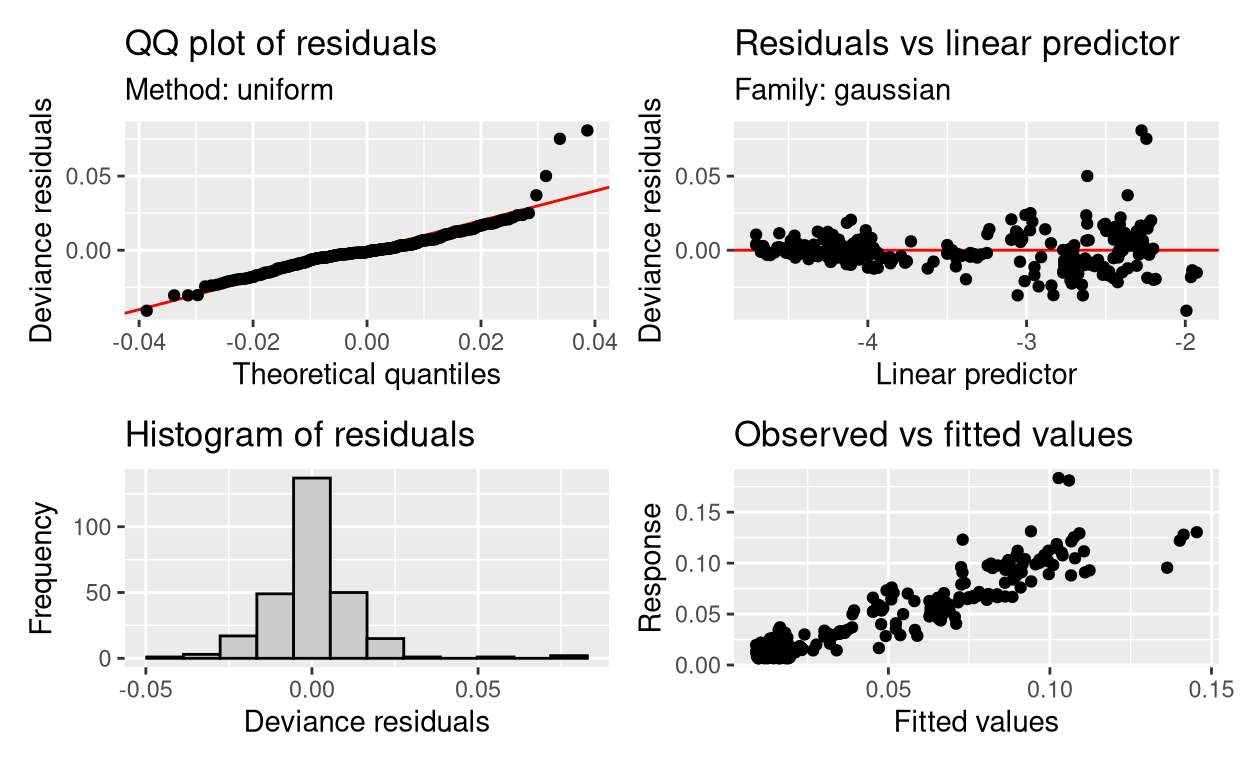 QQ plot of residuals
Method: uniform
Deviance residuals
0.05
0.00
-0.04
-0.02
0.00
0.02
0.04
Theoretical quantiles
Residuals vs linear predictor
Family: gaussian
Deviance residuals
0.05
0.00
-4
-3
-2
Linear predictor
Histogram of residuals
Frequency
100
50
0
-0.05
0.00
0.05
Deviance residuals
Observed vs fitted values
Response
0.15
0.10
0.05
0.00
0.05
0.10
0.15
Fitted values